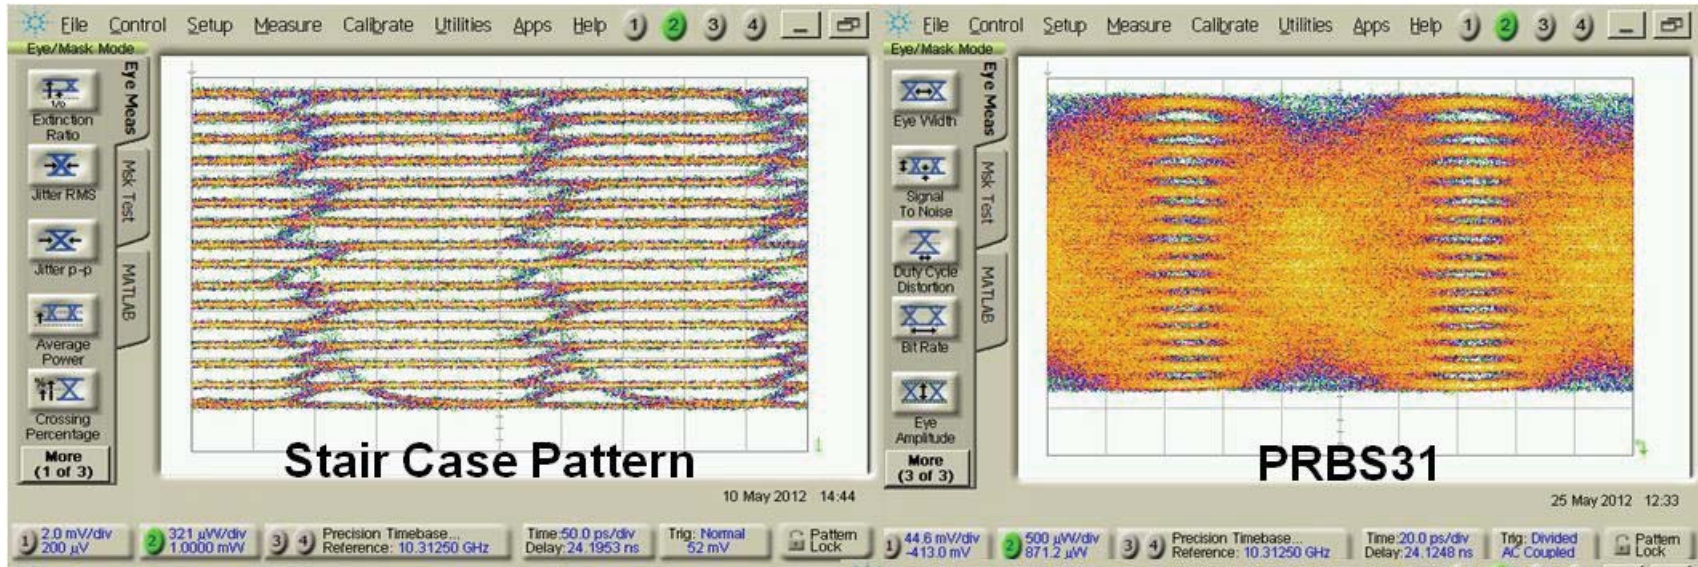 File Control Setup Measure Calibrate Utilities Apps Help 1 2 3 4
Eye/Mask Mode
Extinction
Ratio
Jitter RMS
Jitter p-p
Average
Power
Crossing
Percentage
More
(1 of 3)
Eye Meas
Msk Test
MATLAB
Stair Case Pattern
10 May 2012 14:44
1 2.0 mV/div
200 µV
2 321 µW/div
1.0000 mW
3 4 Precision Timebase...
Reference: 10.31250 GHz
Time:50.0 ps/div
Delay:24.1953 ns
Trig: Normal
52 mV
Pattern
Lock
File Control Setup Measure Calibrate Utilities Apps Help 1 2 3 4
Eye/Mask Mode
Eye Width
Signal
To Noise
Duty Cycle
Distortion
Bit Rate
Eye
Amplitude
More
(3 of 3)
Eye Meas
Msk Test
MATLAB
PRBS31
25 May 2012 12:33
1 44.6 mV/div
-413.0 mV
2 500 µW/div
871.2 µW
3 4 Precision Timebase...
Reference: 10.31250 GHz
Time:20.0 ps/div
Delay:24.1248 ns
Trig: Divided
AC Coupled
Pattern
Lock